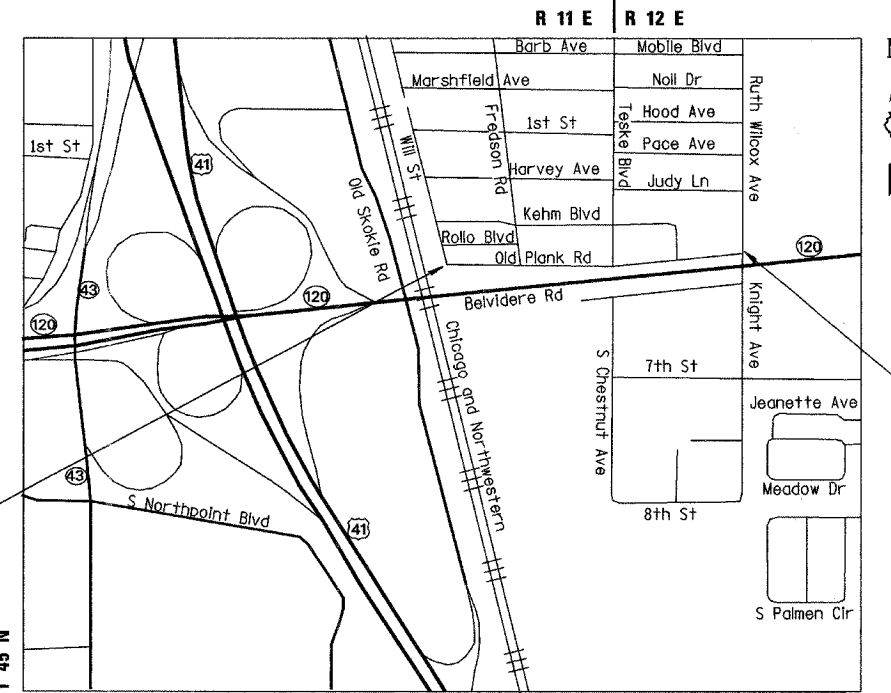 R 11 E R 12 E
Barb Ave Mobile Blvd
Marshfield Ave Noll Dr
Ruth Wilcox Ave
Fredson Rd
1st St
Teske Blvd
Hood Ave
Will St
Pace Ave
1st St
41
Harvey Ave
Judy Ln
Old Skokie Rd
Kehm Blvd
Rollo Blvd
Old Plank Rd
120
43
120
Belvidere Rd
120
Knight Ave
Chicago and Northwestern
S Chestnut Ave
7th St
Jeanette Ave
43
Meadow Dr
S Northpoint Blvd
41
8th St
S Palmen Cir
T 45 N